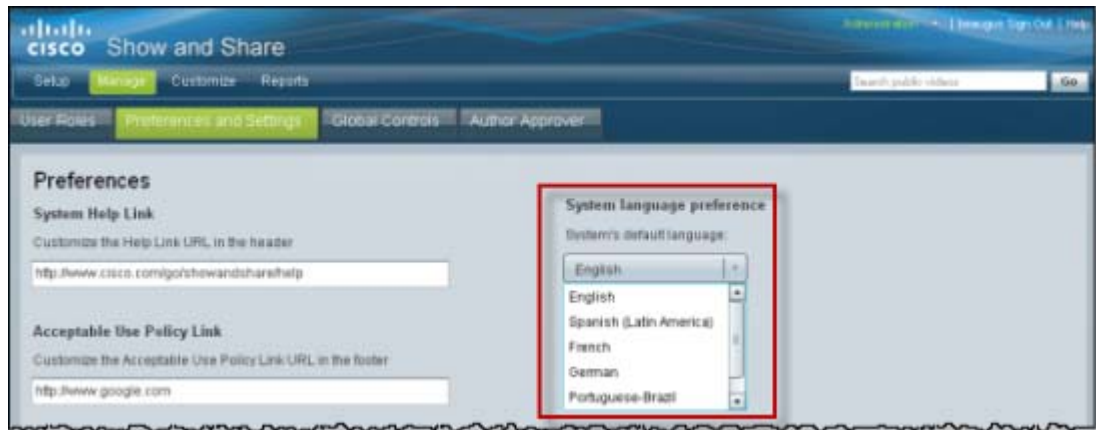 CISCO Show and Share
Administration | Sign Out | Help
Setup Manage Customize Reports
Search public videos Go
User Roles Preferences and Settings Global Controls Author Approver
Preferences
System Help Link
Customize the Help Link URL in the header
http://www.cisco.com/go/showandshare/help
Acceptable Use Policy Link
Customize the Acceptable Use Policy Link URL in the footer
http://www.google.com
System language preference
System's default language:
English
English
Spanish (Latin America)
French
German
Portuguese-Brazil